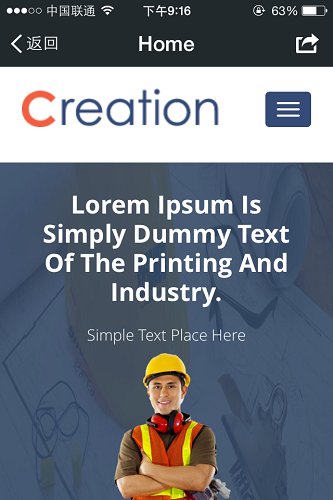 中国联通 下午9:16 63%
返回 Home
Creation
Lorem Ipsum Is
Simply Dummy Text
Of The Printing And
Industry.
Simple Text Place Here